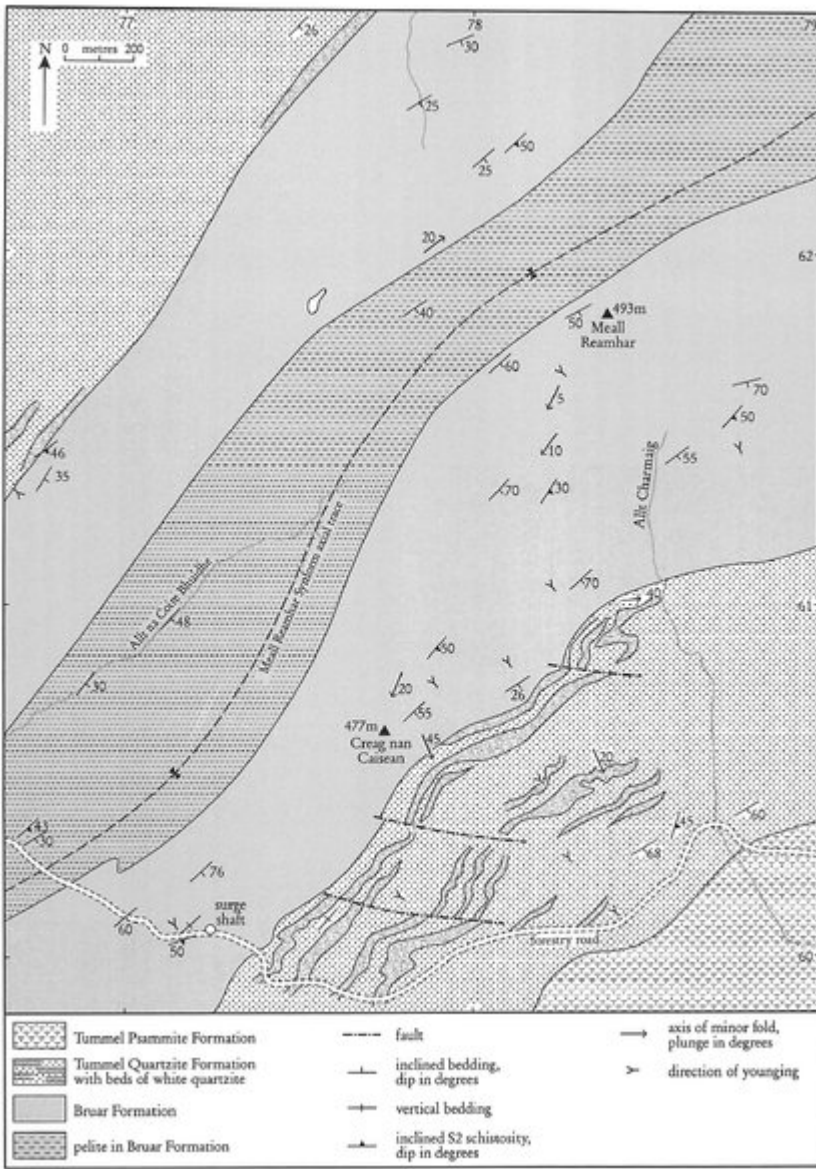 77
78
79
N
0 metres 200
26
30
25
50
25
20
62
40
50
493m
Meall
Reamhar
60
5
70
50
10
55
46
35
70
30
Allt Charmaig
Meall Reamhar Synform axial trace
Allt na Coire Bhuidhe
48
70
61
40
50
30
20
26
55
477m
Creag nan
Caisean
45
70
43
50
76
45
60
68
surge
shaft
60
50
forestry road
60
Tummel Psammite Formation
Tummel Quartzite Formation
with beds of white quartzite
Bruar Formation
pelite in Bruar Formation
fault
inclined bedding,
dip in degrees
vertical bedding
inclined S2 schistosity,
dip in degrees
axis of minor fold,
plunge in degrees
direction of younging